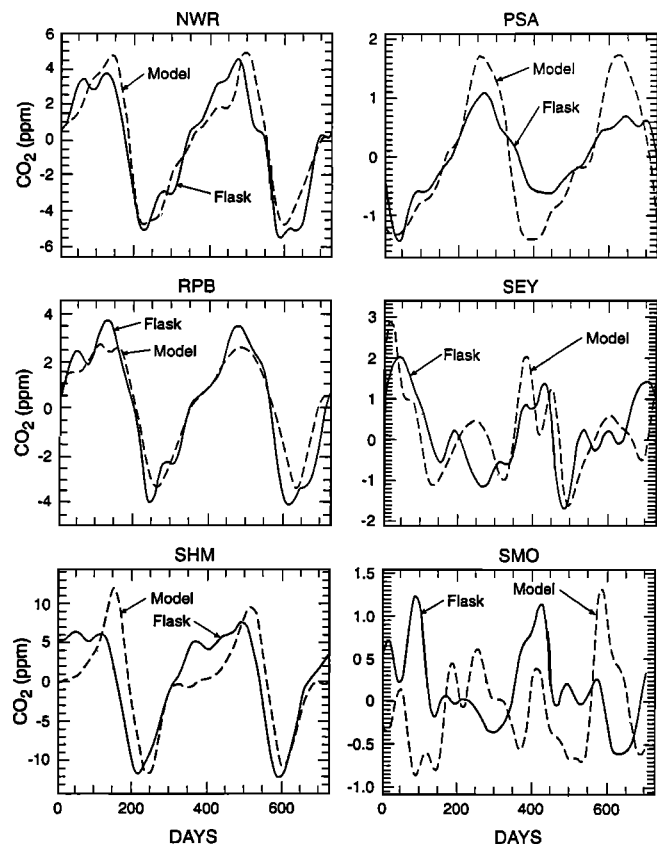 NWR
6
4
2
0
-2
-4
-6
CO2 (ppm)
Model
Flask
PSA
2
1
0
-1
Model
Flask
RPB
4
2
0
-2
-4
CO2 (ppm)
Flask
Model
SEY
3
2
1
0
-1
-2
Flask
Model
SHM
10
5
0
-5
-10
CO2 (ppm)
Model
Flask
0 200 400 600
DAYS
SMO
1.5
1.0
0.5
0
-0.5
-1.0
Flask
Model
0 200 400 600
DAYS